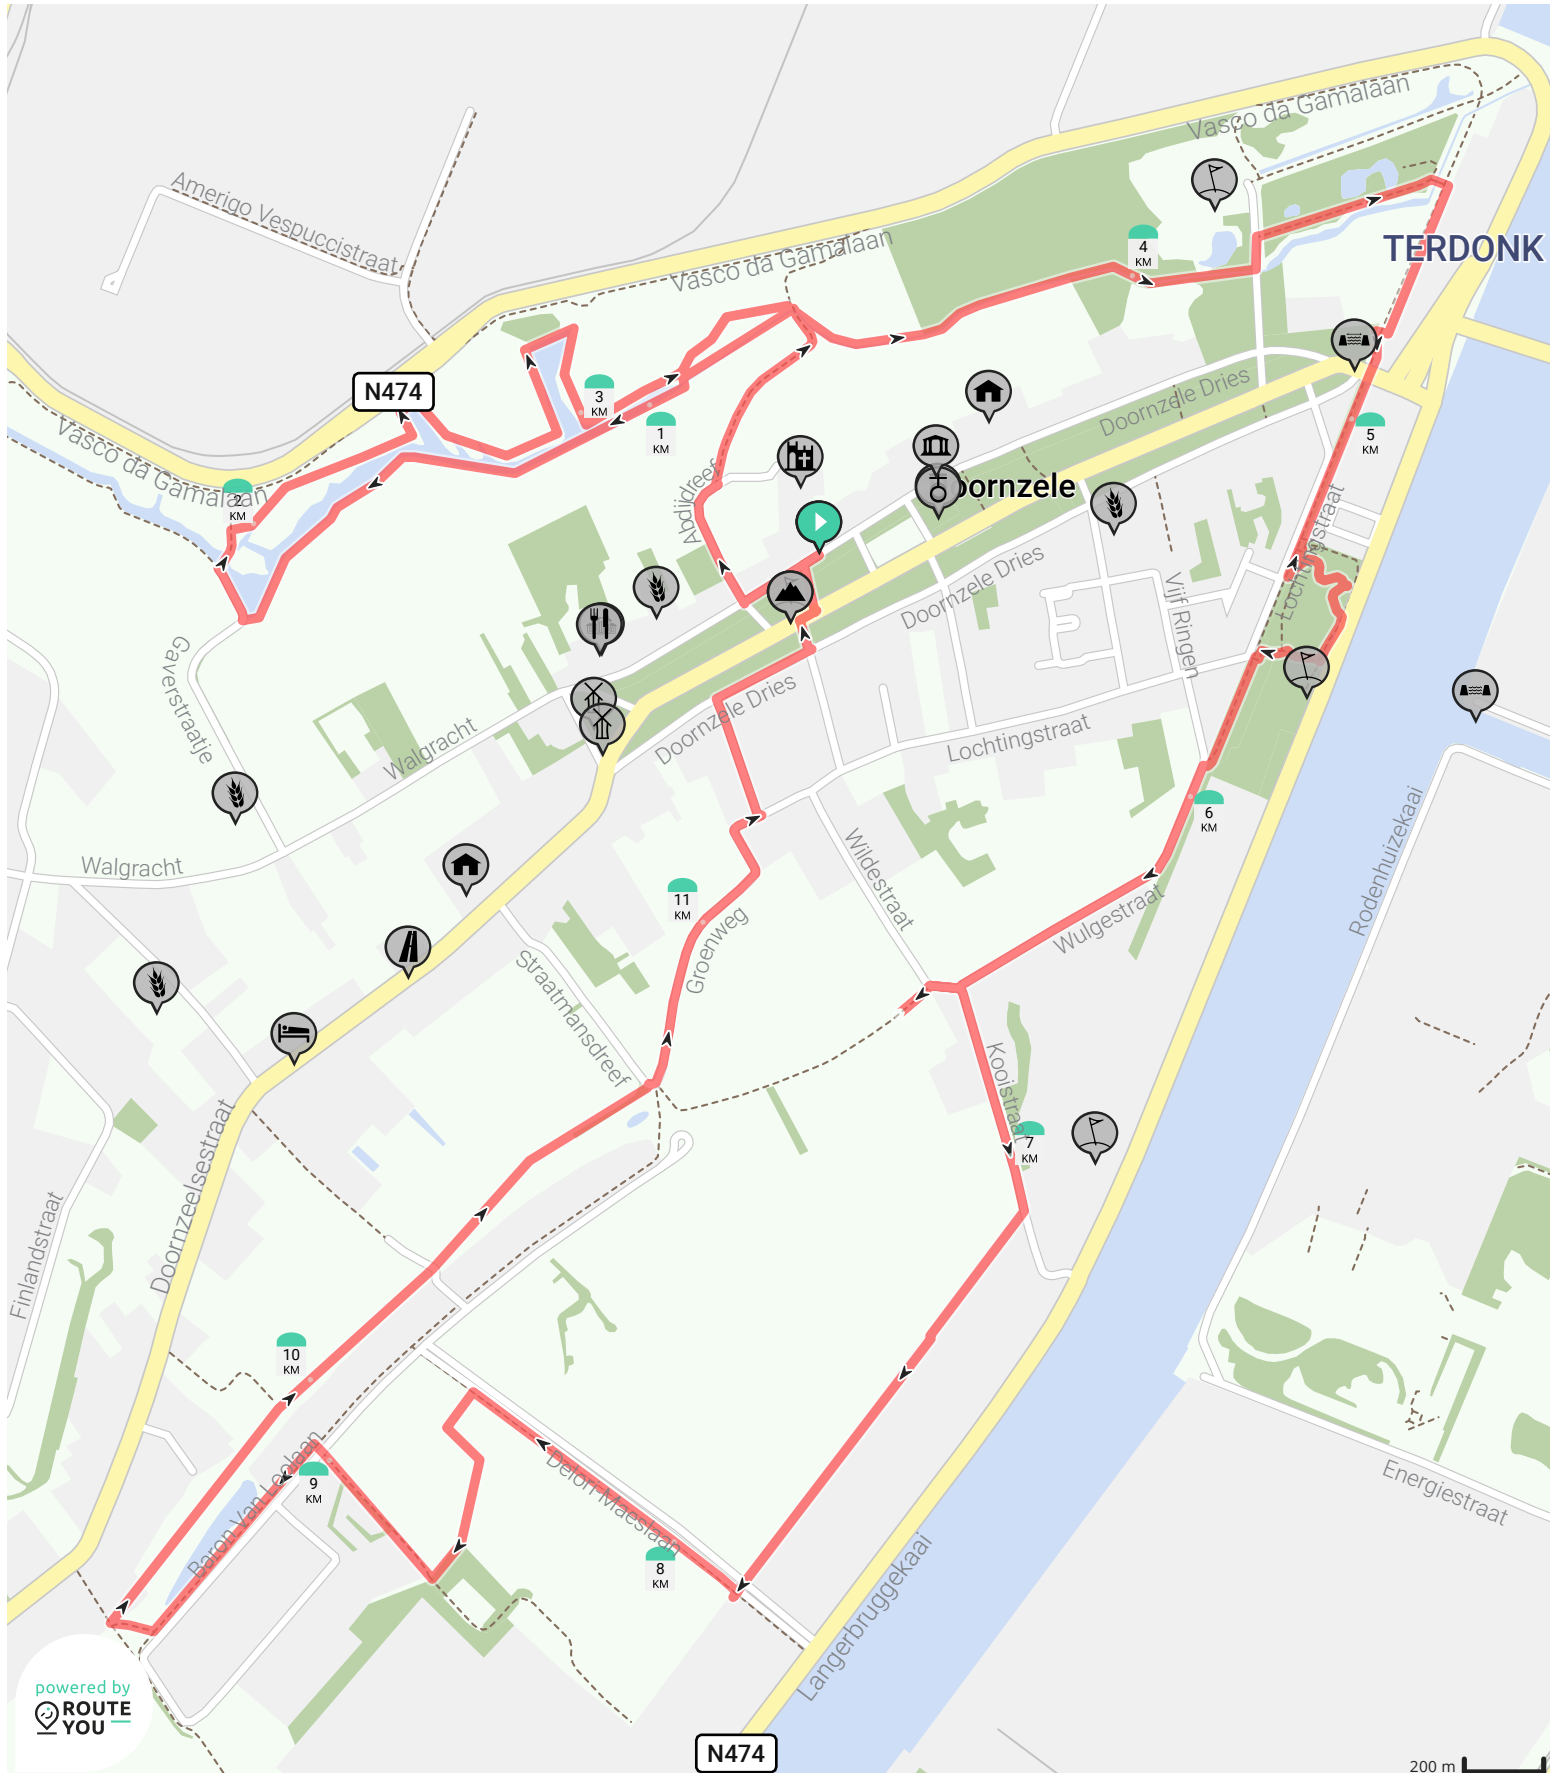 Vasco da Gamalaan
TERDONK
Amerigo Vespuccistraat
Vasco da Gamalaan
4
KM
N474
3
KM
1
KM
Vasco da Gamalaan
2
KM
Doornzele Dries
5
KM
Abdijdreef
oornzele
Lochtingstraat
Doornzele Dries
Vijf Ringen
Gaverstraatje
Doornzele Dries
Walgracht
Lochtingstraat
6
KM
Walgracht
Wildestraat
Rodenhuizekaai
11
KM
Groenweg
Wulgestraat
Straatmansdreef
Kooistraat
7
KM
Doornzeelsestraat
Finlandstraat
10
KM
9
KM
Baron Van Loolaan
Delori Maeslaan
8
KM
Energiestraat
Langerbruggekaai
powered by
ROUTE
YOU
N474
200 m